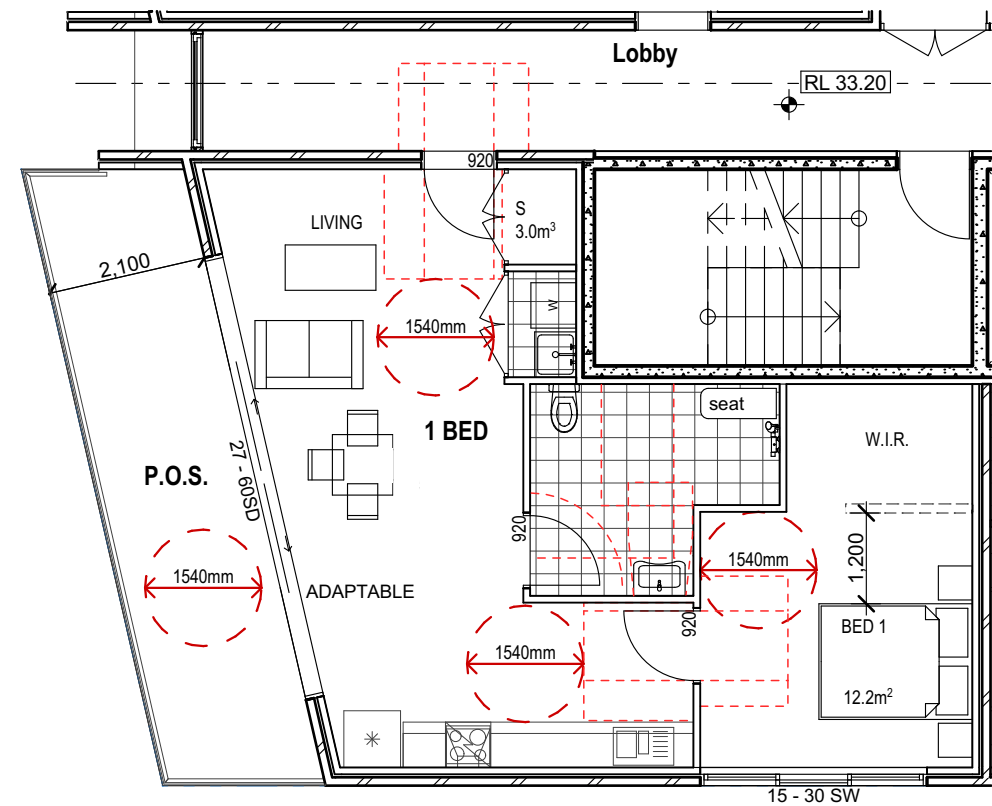 Lobby
RL 33.20
920
LIVING
S
3.0m³
2,100
W
1540mm
seat
1 BED
W.I.R.
P.O.S.
27 - 60SD
920
1540mm
1540mm
1,200
ADAPTABLE
920
BED 1
1540mm
12.2m²
15 - 30 SW